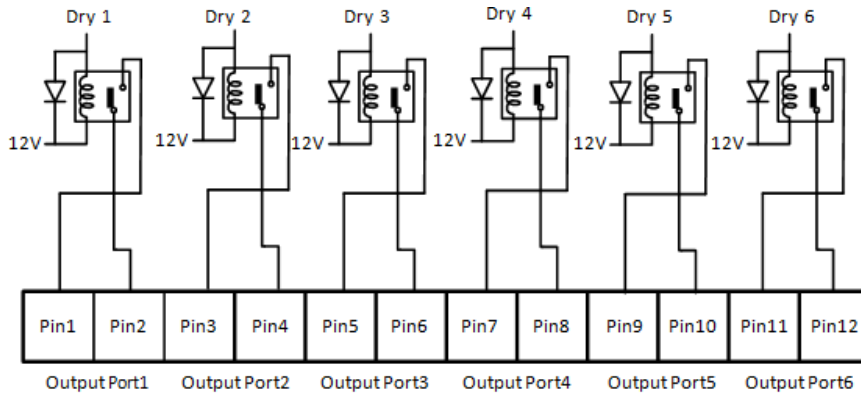 Dry 1 Dry 2 Dry 3 Dry 4 Dry 5 Dry 6
12V 12V 12V 12V 12V 12V
Pin1 Pin2 Pin3 Pin4 Pin5 Pin6 Pin7 Pin8 Pin9 Pin10 Pin11 Pin12
Output Port1 Output Port2 Output Port3 Output Port4 Output Port5 Output Port6